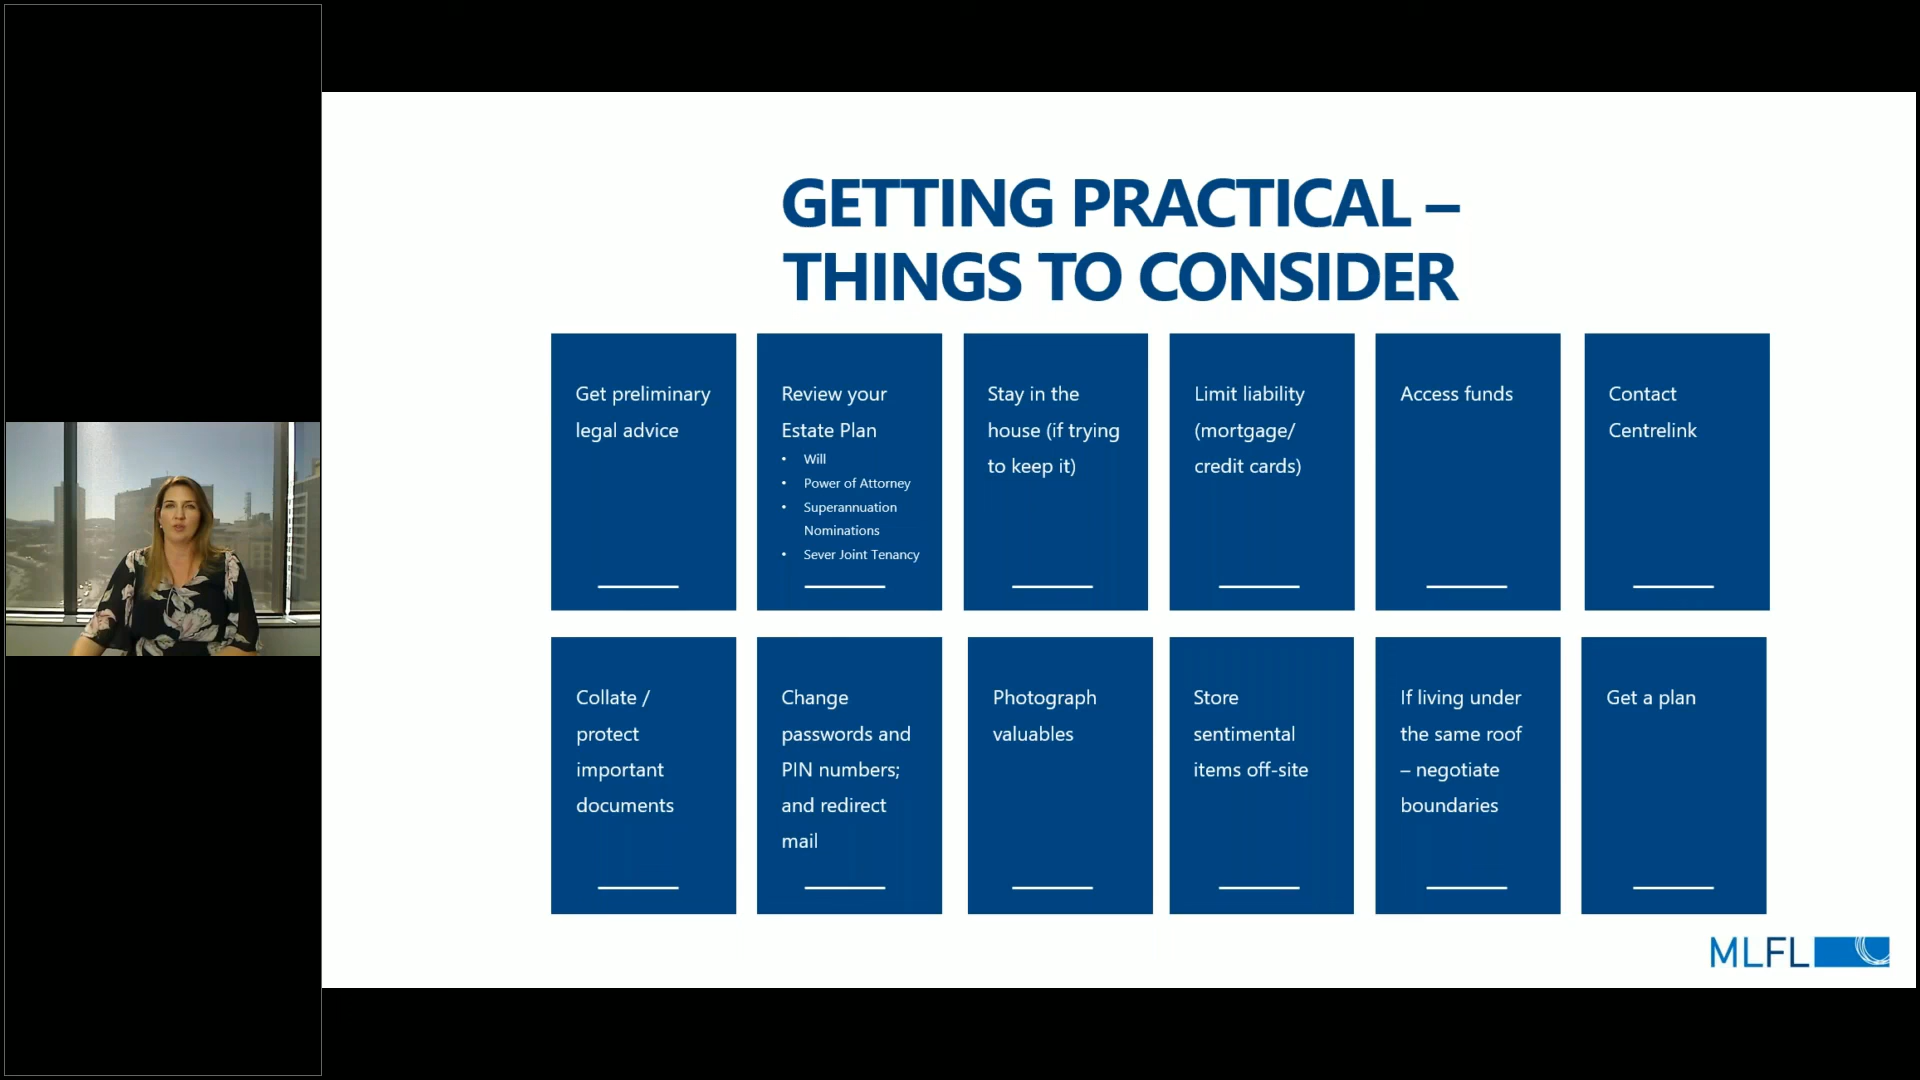 GETTING PRACTICAL –
THINGS TO CONSIDER
Get preliminary
legal advice
Review your
Estate Plan
• Will
• Power of Attorney
• Superannuation
Nominations
• Sever Joint Tenancy
Stay in the
house (if trying
to keep it)
Limit liability
(mortgage/
credit cards)
Access funds
Contact
Centrelink
Collate /
protect
important
documents
Change
passwords and
PIN numbers;
and redirect
mail
Photograph
valuables
Store
sentimental
items off-site
If living under
the same roof
– negotiate
boundaries
Get a plan
MLFL